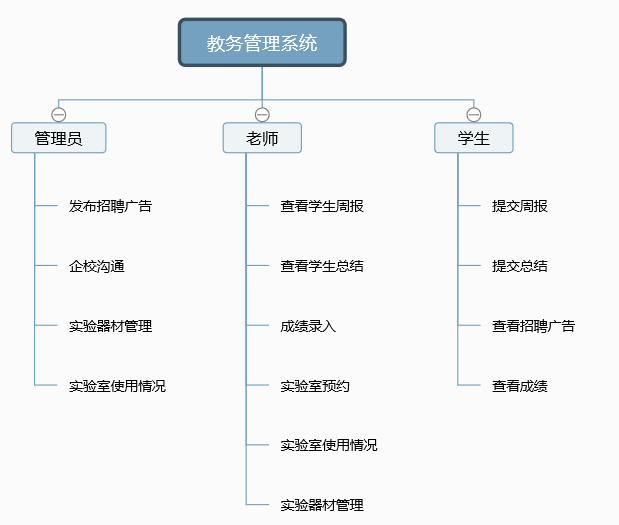 教务管理系统
管理员
发布招聘广告
企校沟通
实验器材管理
实验室使用情况
老师
查看学生周报
查看学生总结
成绩录入
实验室预约
实验室使用情况
实验器材管理
学生
提交周报
提交总结
查看招聘广告
查看成绩